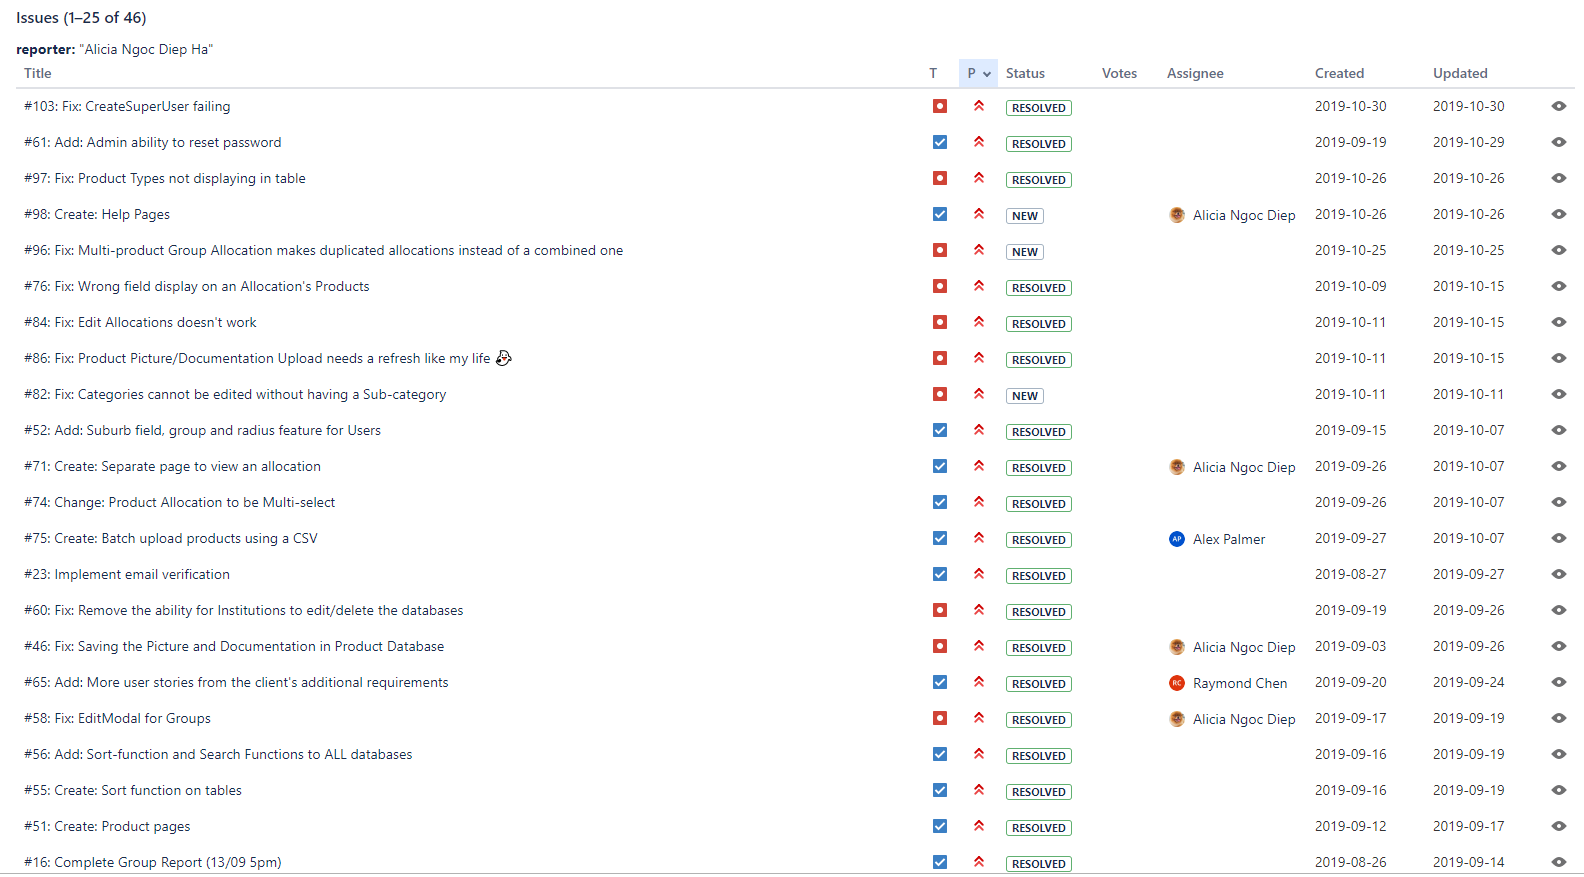 Issues (1–25 of 46)
reporter: "Alicia Ngoc Diep Ha"
Title T P Status Votes Assignee Created Updated
#103: Fix: CreateSuperUser failing RESOLVED 2019-10-30 2019-10-30
#61: Add: Admin ability to reset password RESOLVED 2019-09-19 2019-10-29
#97: Fix: Product Types not displaying in table RESOLVED 2019-10-26 2019-10-26
#98: Create: Help Pages NEW Alicia Ngoc Diep 2019-10-26 2019-10-26
#96: Fix: Multi-product Group Allocation makes duplicated allocations instead of a combined one NEW 2019-10-25 2019-10-25
#76: Fix: Wrong field display on an Allocation's Products RESOLVED 2019-10-09 2019-10-15
#84: Fix: Edit Allocations doesn't work RESOLVED 2019-10-11 2019-10-15
#86: Fix: Product Picture/Documentation Upload needs a refresh like my life RESOLVED 2019-10-11 2019-10-15
#82: Fix: Categories cannot be edited without having a Sub-category NEW 2019-10-11 2019-10-11
#52: Add: Suburb field, group and radius feature for Users RESOLVED 2019-09-15 2019-10-07
#71: Create: Separate page to view an allocation RESOLVED Alicia Ngoc Diep 2019-09-26 2019-10-07
#74: Change: Product Allocation to be Multi-select RESOLVED 2019-09-26 2019-10-07
#75: Create: Batch upload products using a CSV RESOLVED AP Alex Palmer 2019-09-27 2019-10-07
#23: Implement email verification RESOLVED 2019-08-27 2019-09-27
#60: Fix: Remove the ability for Institutions to edit/delete the databases RESOLVED 2019-09-19 2019-09-26
#46: Fix: Saving the Picture and Documentation in Product Database RESOLVED Alicia Ngoc Diep 2019-09-03 2019-09-26
#65: Add: More user stories from the client's additional requirements RESOLVED RC Raymond Chen 2019-09-20 2019-09-24
#58: Fix: EditModal for Groups RESOLVED Alicia Ngoc Diep 2019-09-17 2019-09-19
#56: Add: Sort-function and Search Functions to ALL databases RESOLVED 2019-09-16 2019-09-19
#55: Create: Sort function on tables RESOLVED 2019-09-16 2019-09-19
#51: Create: Product pages RESOLVED 2019-09-12 2019-09-17
#16: Complete Group Report (13/09 5pm) RESOLVED 2019-08-26 2019-09-14